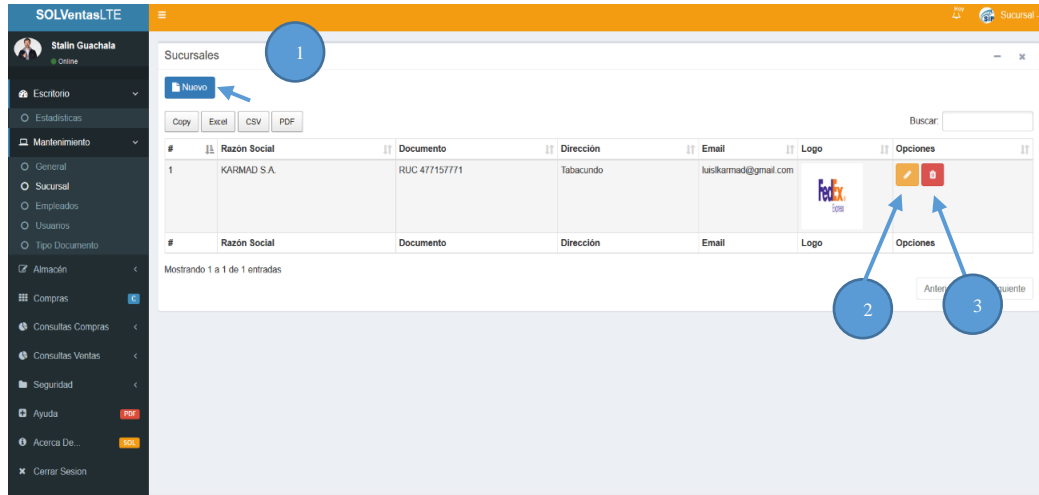 SOLVentasLTE
Sucursal
Stalin Guachala
Online
Escritorio
Estadísticas
Mantenimiento
General
Sucursal
Empleados
Usuarios
Tipo Documento
Almacén
Compras C
Consultas Compras
Consultas Ventas
Seguridad
Ayuda PDF
Acerca De... SOL
Cerrar Sesion
Sucursales
1
Nuevo
Copy Excel CSV PDF
Buscar:
# Razón Social Documento Dirección Email Logo Opciones
1 KARMAD S.A. RUC 477157771 Tabacundo luislkarmad@gmail.com
FedEx
Express
# Razón Social Documento Dirección Email Logo Opciones
Mostrando 1 a 1 de 1 entradas
2
3